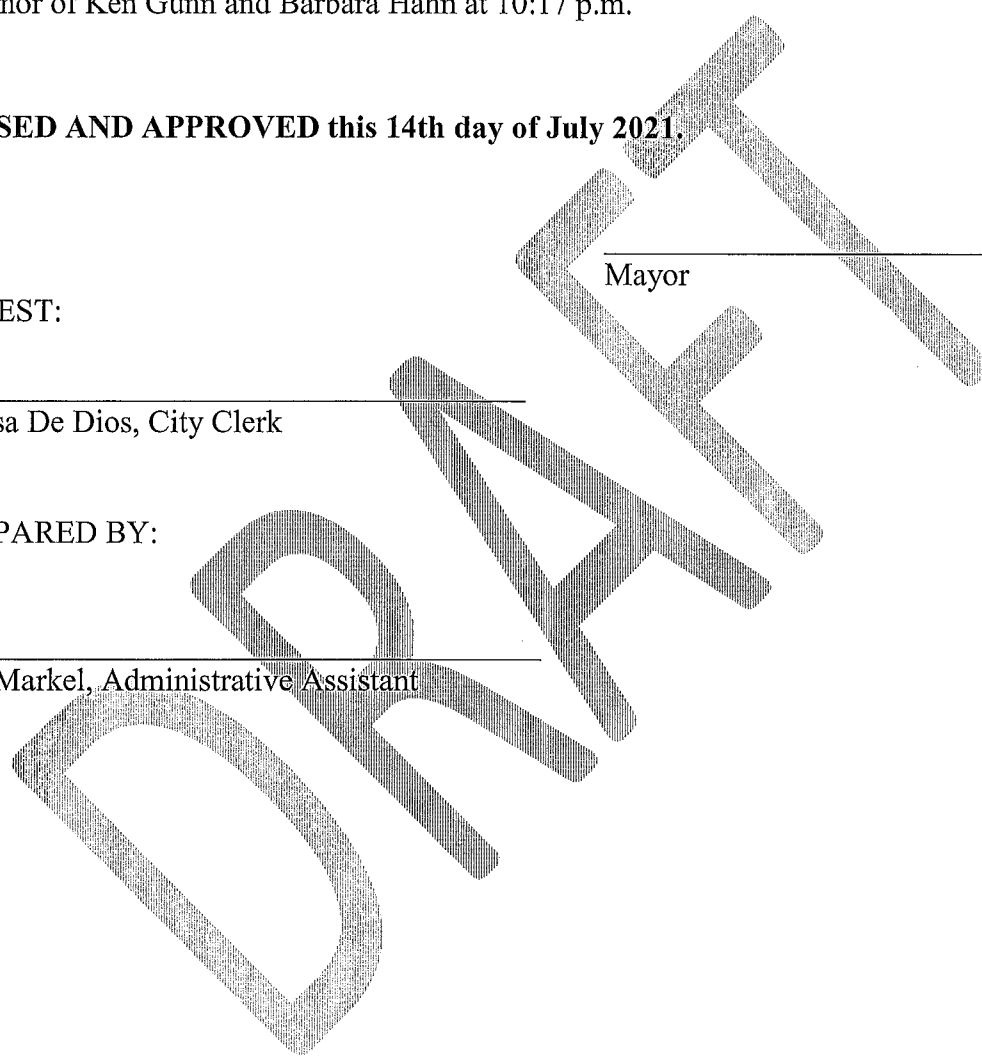 nor of Ken Gunn and Barbara Hahn at 10:17 p.m.
SED AND APPROVED this 14th day of July 2021.
Mayor
EST:
sa De Dios, City Clerk
PARED BY:
Markel, Administrative Assistant
DRAFT